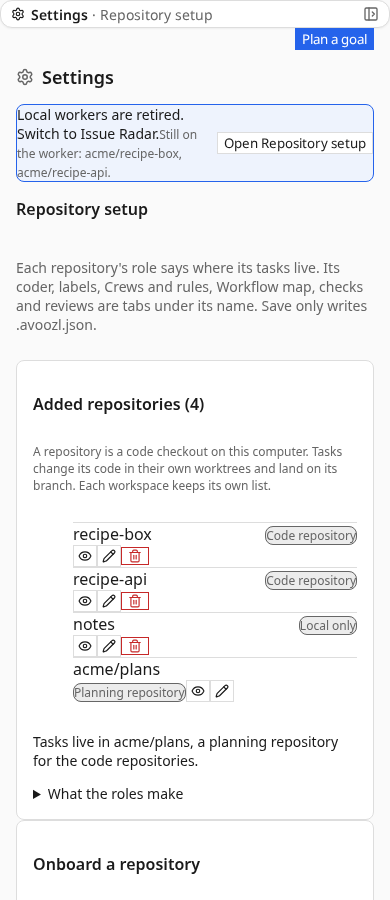 Settings · Repository setup
Plan a goal
Settings
Local workers are retired.
Switch to Issue Radar.Still on
the worker: acme/recipe-box,
acme/recipe-api.
Open Repository setup
Repository setup
Each repository's role says where its tasks live. Its
coder, labels, Crews and rules, Workflow map, checks
and reviews are tabs under its name. Save only writes
.avoozl.json.
Added repositories (4)
A repository is a code checkout on this computer. Tasks
change its code in their own worktrees and land on its
branch. Each workspace keeps its own list.
recipe-box
Code repository
recipe-api
Code repository
notes
Local only
acme/plans
Planning repository
Tasks live in acme/plans, a planning repository
for the code repositories.
What the roles make
Onboard a repository